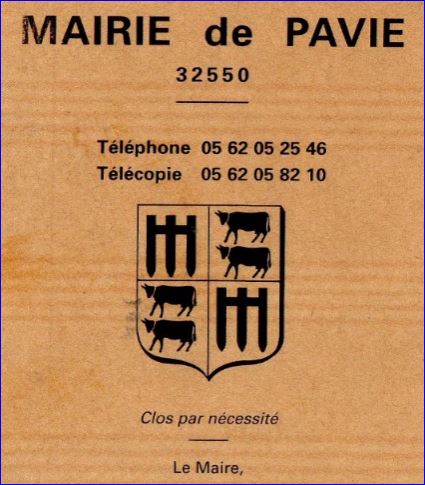 MAIRIE de PAVIE
32550
Téléphone 05 62 05 25 46
Télécopie 05 62 05 82 10
Clos par nécessité
Le Maire,